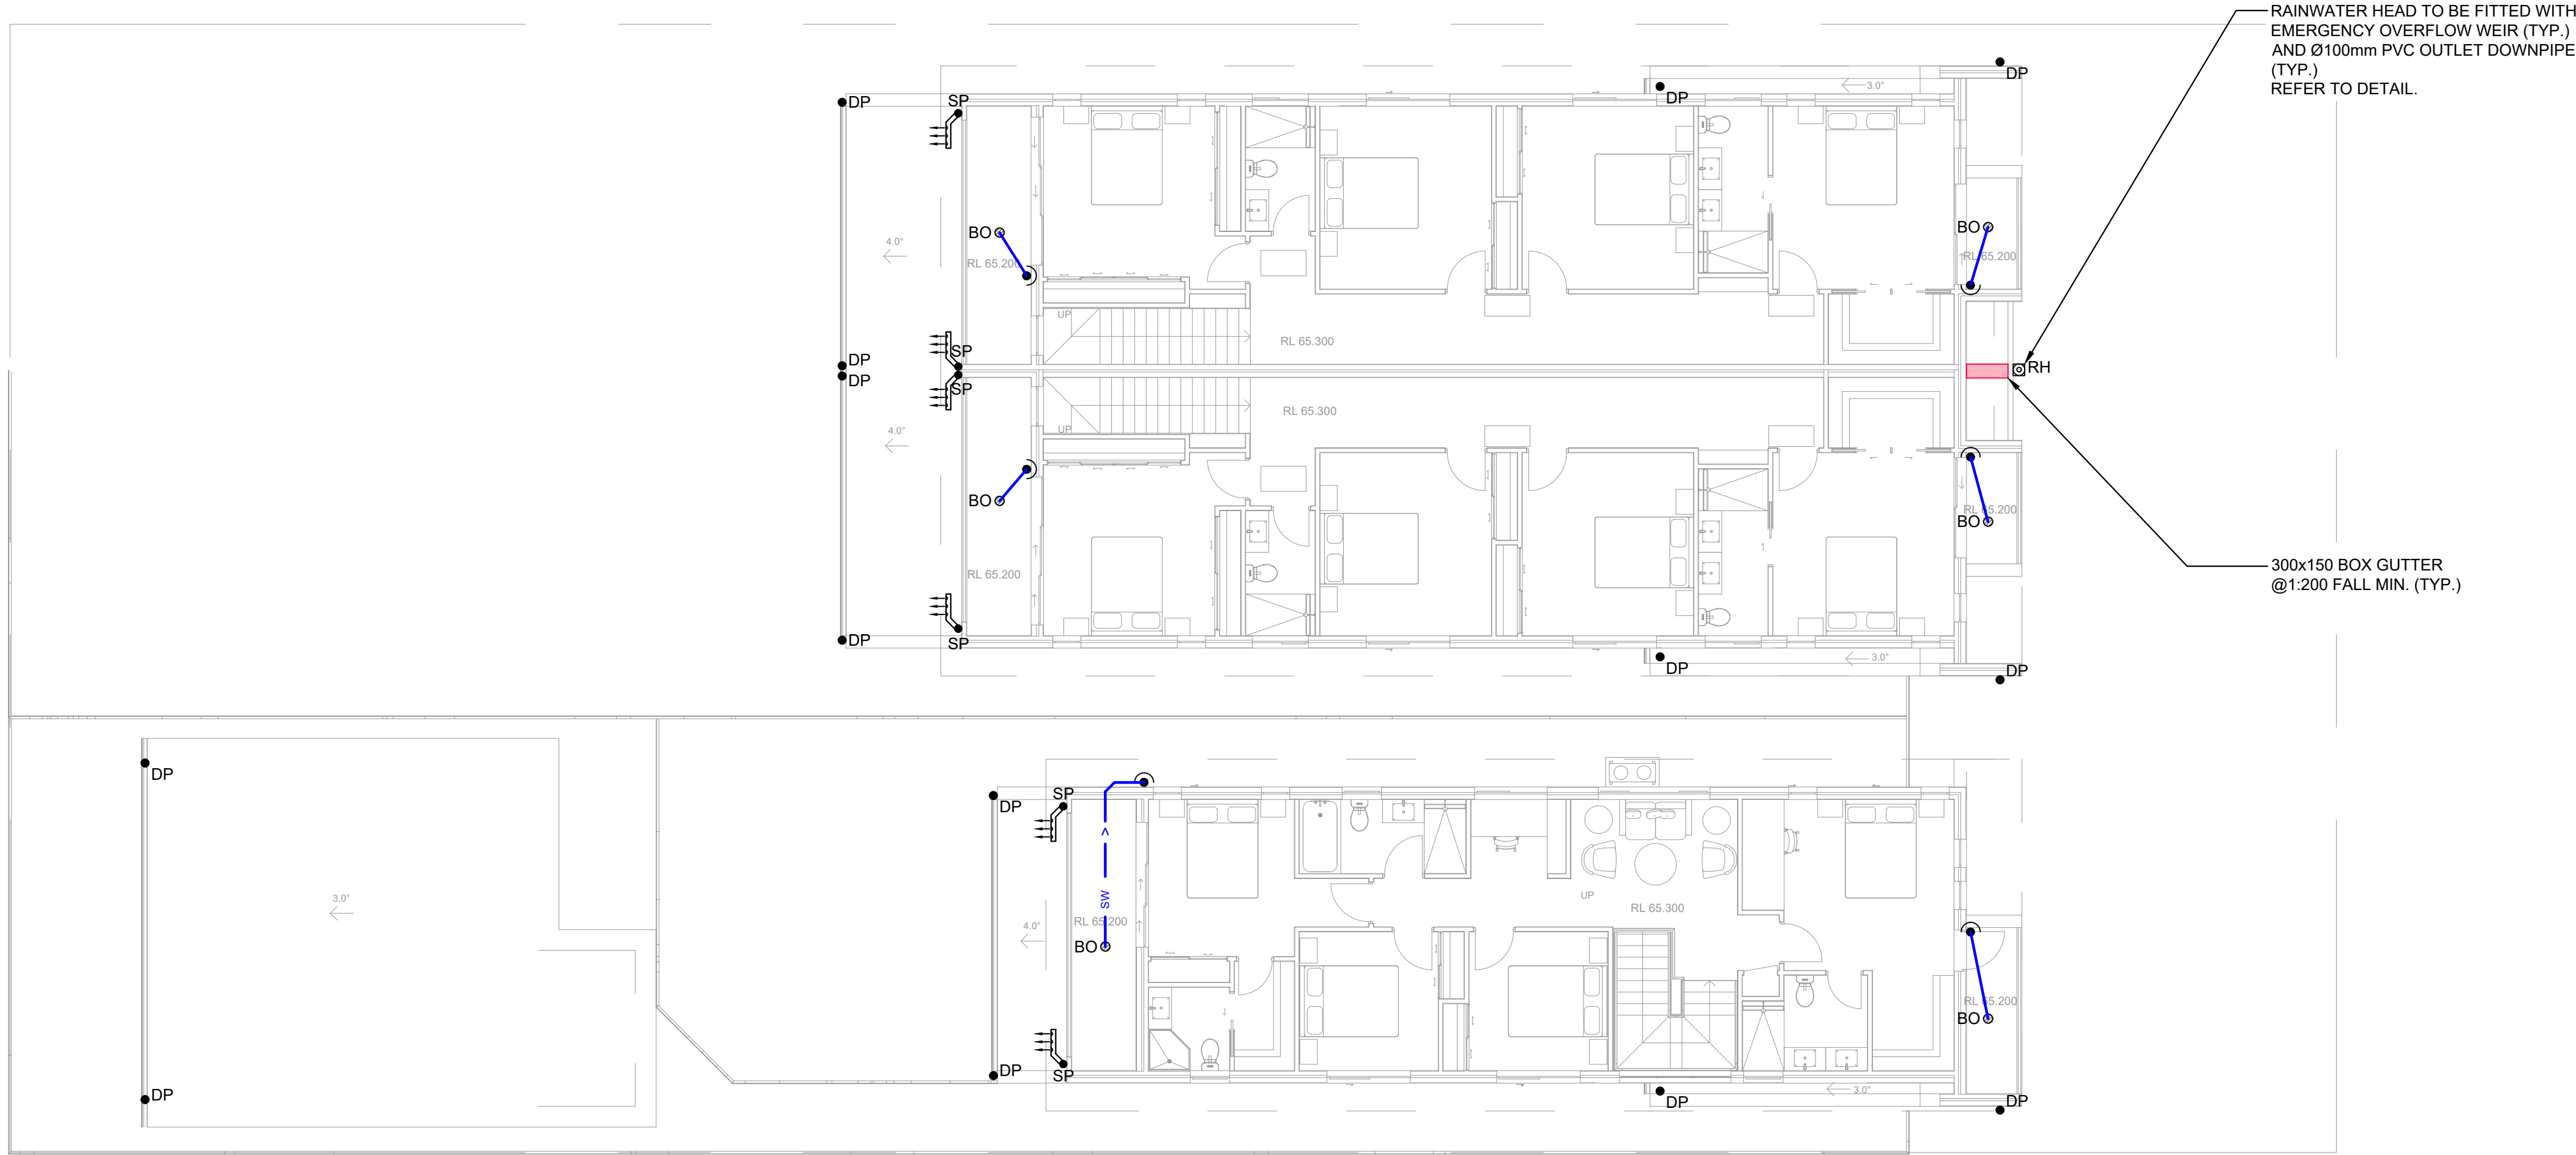 RAINWATER HEAD TO BE FITTED WITH
EMERGENCY OVERFLOW WEIR (TYP.)
AND Ø100mm PVC OUTLET DOWNPIPE
(TYP.)
REFER TO DETAIL.
DP
3.0°
DP
DP
SP
BO
BO
4.0°
RL 65.200
RL 65.200
UP
RL 65.300
SP
DP
RH
DP
SP
RL 65.300
4.0°
UP
BO
RL 65.200
BO
RL 65.200
300x150 BOX GUTTER
@1:200 FALL MIN. (TYP.)
DP
SP
3.0°
DP
DP
DP
DP
SP
3.0°
SW
UP
RL 65.300
4.0°
RL 65.200
BO
RL 65.200
BO
DP
SP
3.0°
DP
DP
DP